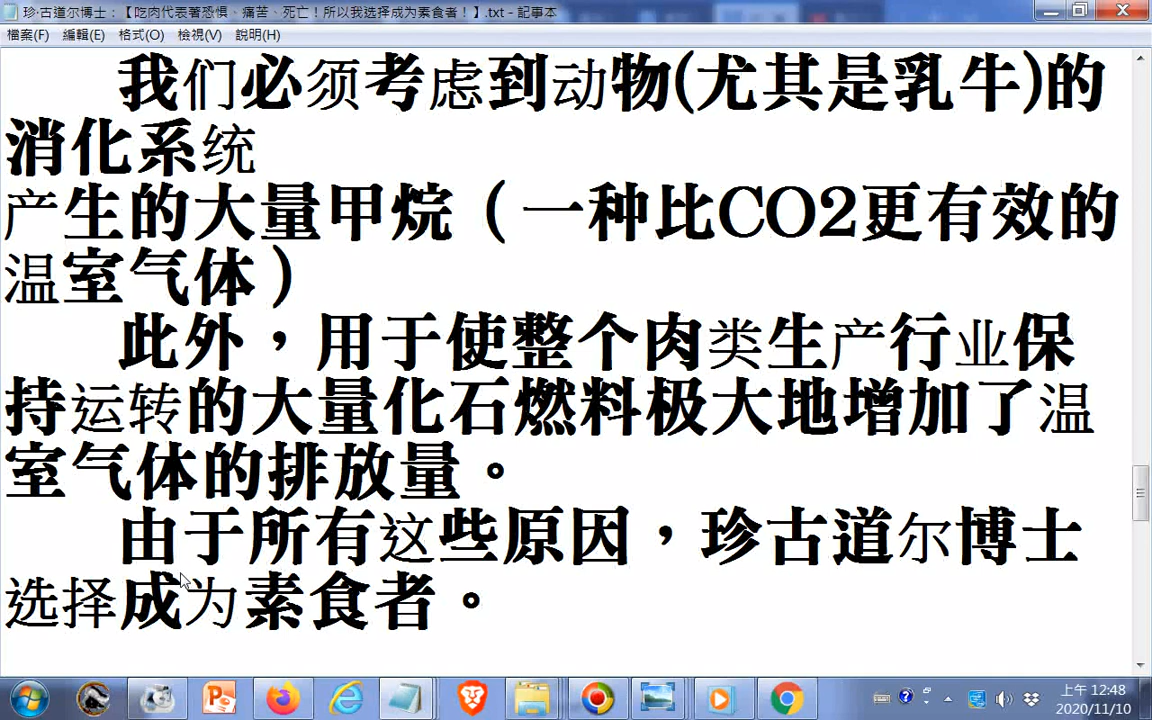 珍·古道尔博士：【吃肉代表著恐惧、痛苦、死亡！所以我选择成为素食者！】.txt - 記事本
檔案(F) 編輯(E) 格式(O) 檢視(V) 說明(H)
我们必须考虑到动物(尤其是乳牛)的
消化系统
产生的大量甲烷（一种比CO2更有效的
温室气体）
此外，用于使整个肉类生产行业保
持运转的大量化石燃料极大地增加了温
室气体的排放量。
由于所有这些原因，珍古道尔博士
选择成为素食者。
上午 12:48
2020/11/10